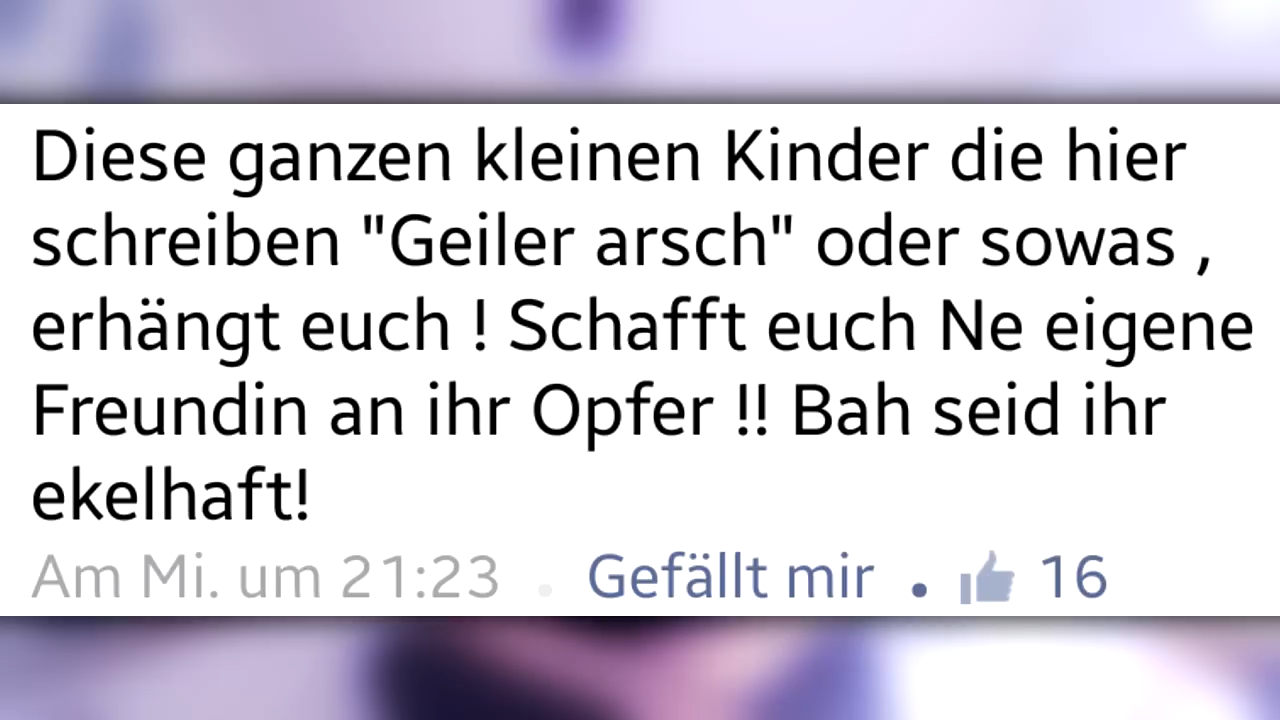 Diese ganzen kleinen Kinder die hier
schreiben "Geiler arsch" oder sowas ,
erhängt euch ! Schafft euch Ne eigene
Freundin an ihr Opfer !! Bah seid ihr
ekelhaft!
Am Mi. um 21:23 . Gefällt mir • 16